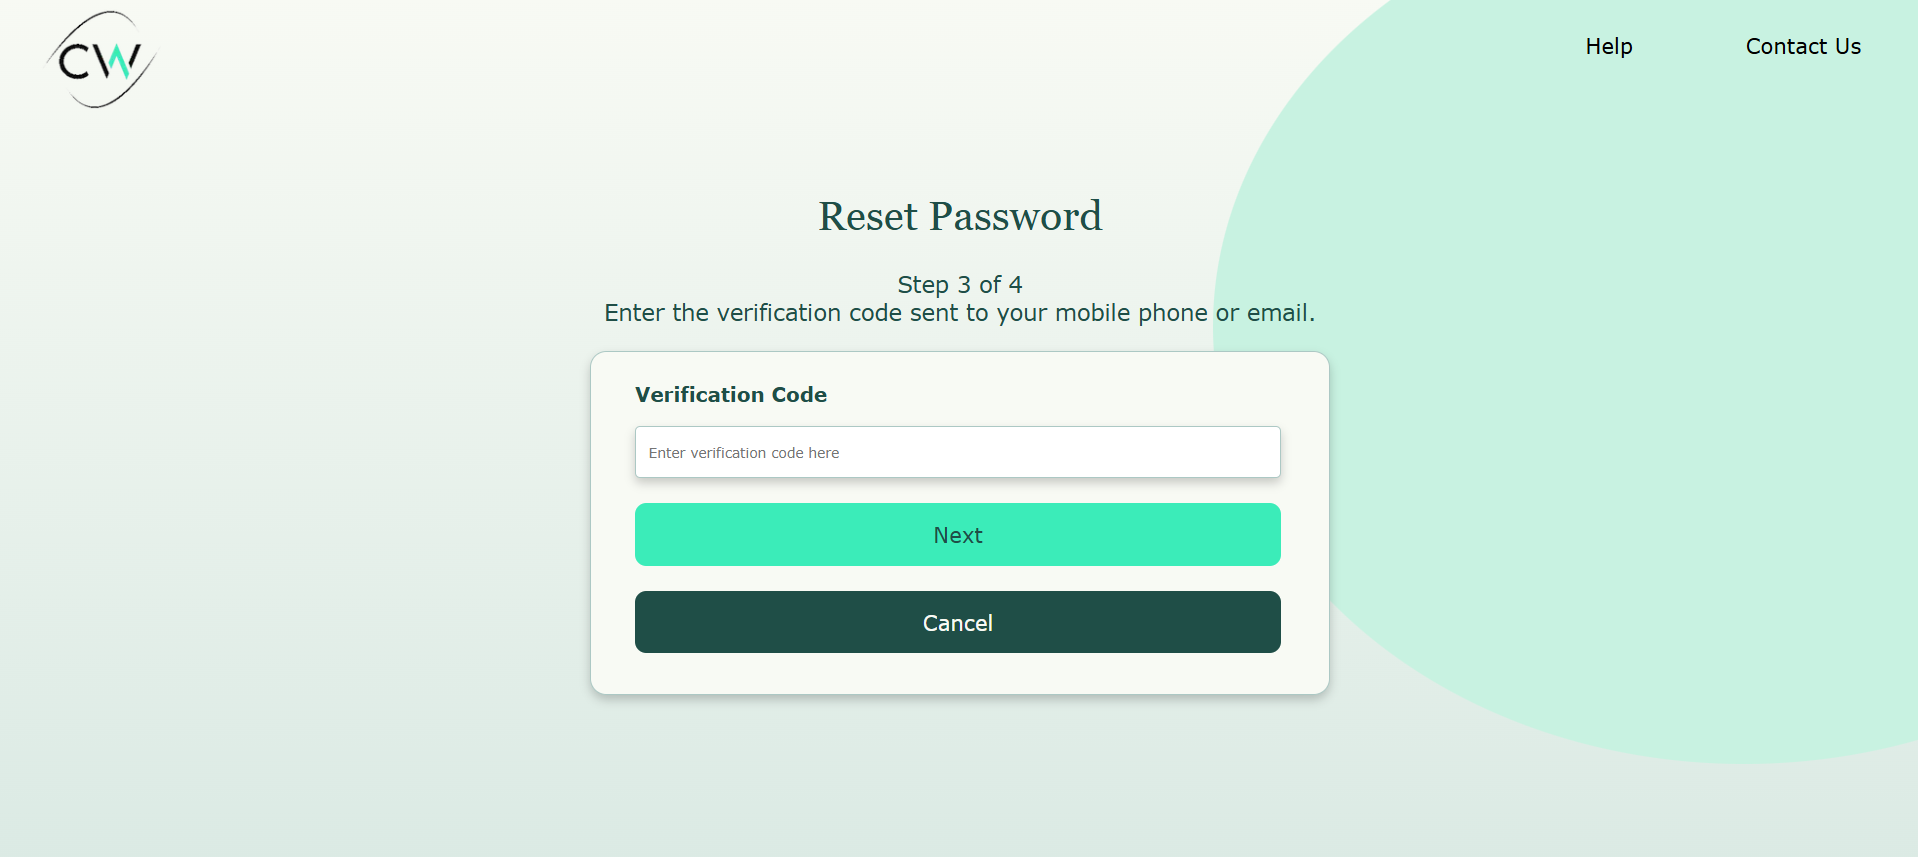 CW
Help
Contact Us
Reset Password
Step 3 of 4
Enter the verification code sent to your mobile phone or email.
Verification Code
Enter verification code here
Next
Cancel